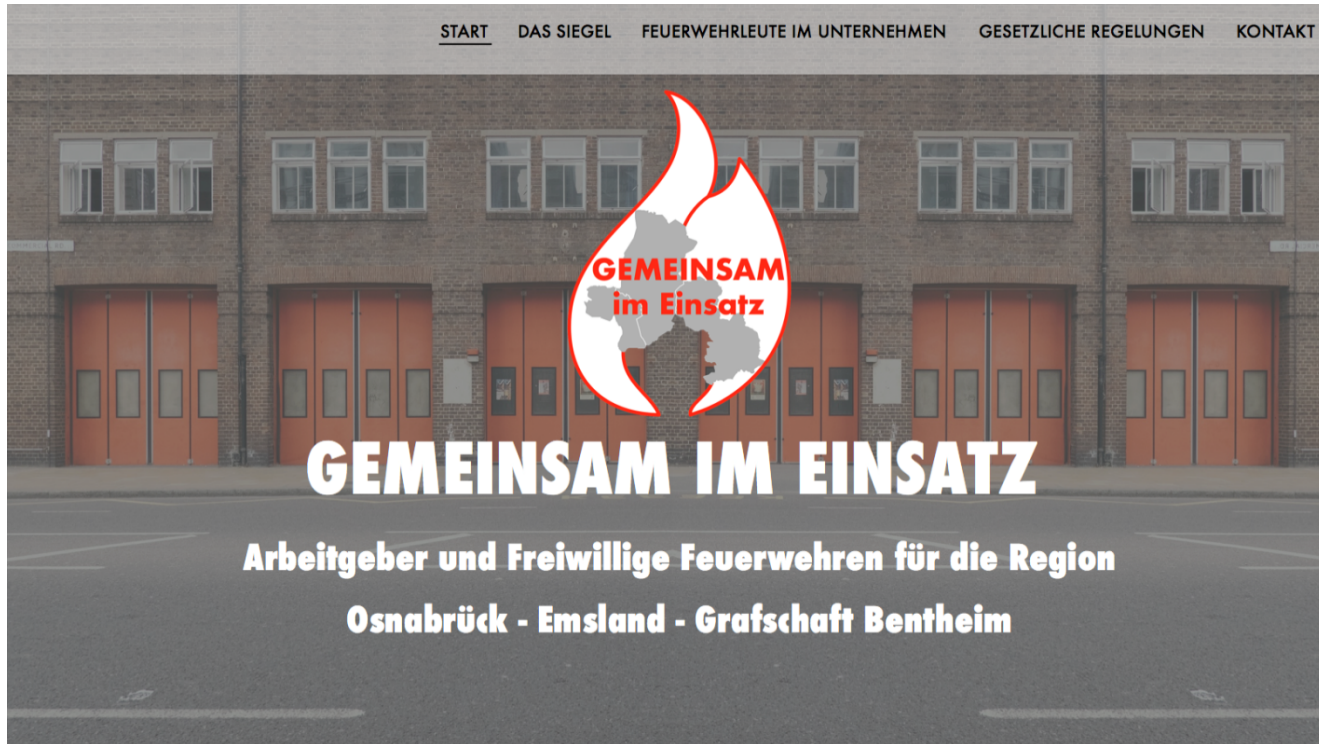 START DAS SIEGEL FEUERWEHRLEUTE IM UNTERNEHMEN GESETZLICHE REGELUNGEN KONTAKT
GEMEINSAM
im Einsatz
GEMEINSAM IM EINSATZ
Arbeitgeber und Freiwillige Feuerwehren für die Region
Osnabrück - Emsland - Grafschaft Bentheim